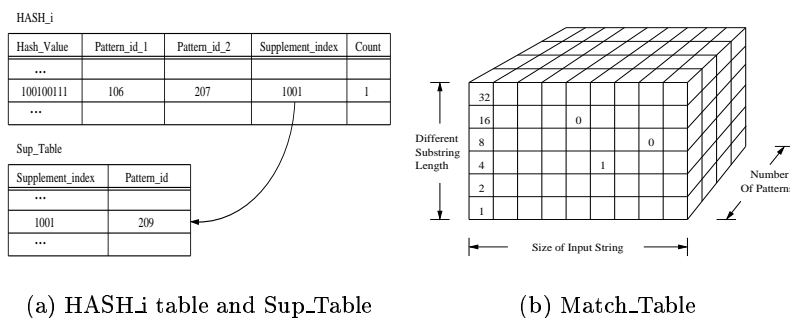 HASH_i
Hash_Value Pattern_id_1 Pattern_id_2 Supplement_index Count
...
100100111 106 207 1001 1
...
Sup_Table
Supplement_index Pattern_id
...
1001 209
...
(a) HASH_i table and Sup_Table
Different
Substring
Length
32
16 0
8 0
4 1
2
1
Number
Of Patterns
Size of Input String
(b) Match_Table